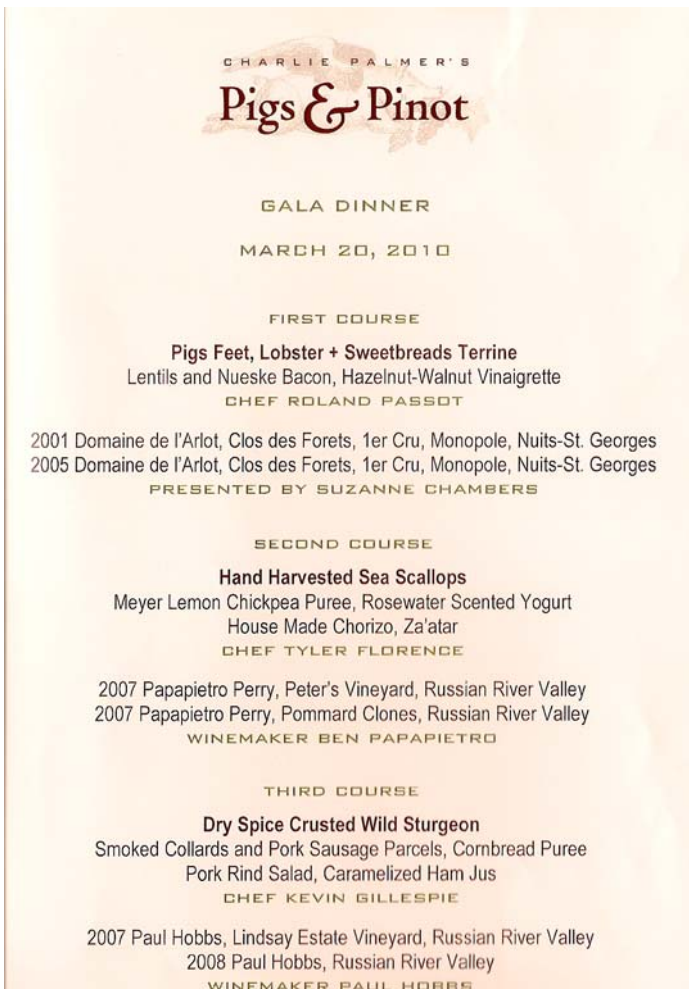 CHARLIE PALMER'S
Pigs & Pinot
GALA DINNER
MARCH 20, 2010
FIRST COURSE
Pigs Feet, Lobster + Sweetbreads Terrine
Lentils and Nueske Bacon, Hazelnut-Walnut Vinaigrette
CHEF ROLAND PASSOT
2001 Domaine de l'Arlot, Clos des Forets, 1er Cru, Monopole, Nuits-St. Georges
2005 Domaine de l'Arlot, Clos des Forets, 1er Cru, Monopole, Nuits-St. Georges
PRESENTED BY SUZANNE CHAMBERS
SECOND COURSE
Hand Harvested Sea Scallops
Meyer Lemon Chickpea Puree, Rosewater Scented Yogurt
House Made Chorizo, Za'atar
CHEF TYLER FLORENCE
2007 Papapietro Perry, Peter's Vineyard, Russian River Valley
2007 Papapietro Perry, Pommard Clones, Russian River Valley
WINEMAKER BEN PAPAPIETRO
THIRD COURSE
Dry Spice Crusted Wild Sturgeon
Smoked Collards and Pork Sausage Parcels, Cornbread Puree
Pork Rind Salad, Caramelized Ham Jus
CHEF KEVIN GILLESPIE
2007 Paul Hobbs, Lindsay Estate Vineyard, Russian River Valley
2008 Paul Hobbs, Russian River Valley
WINEMAKER PAUL HOBBS